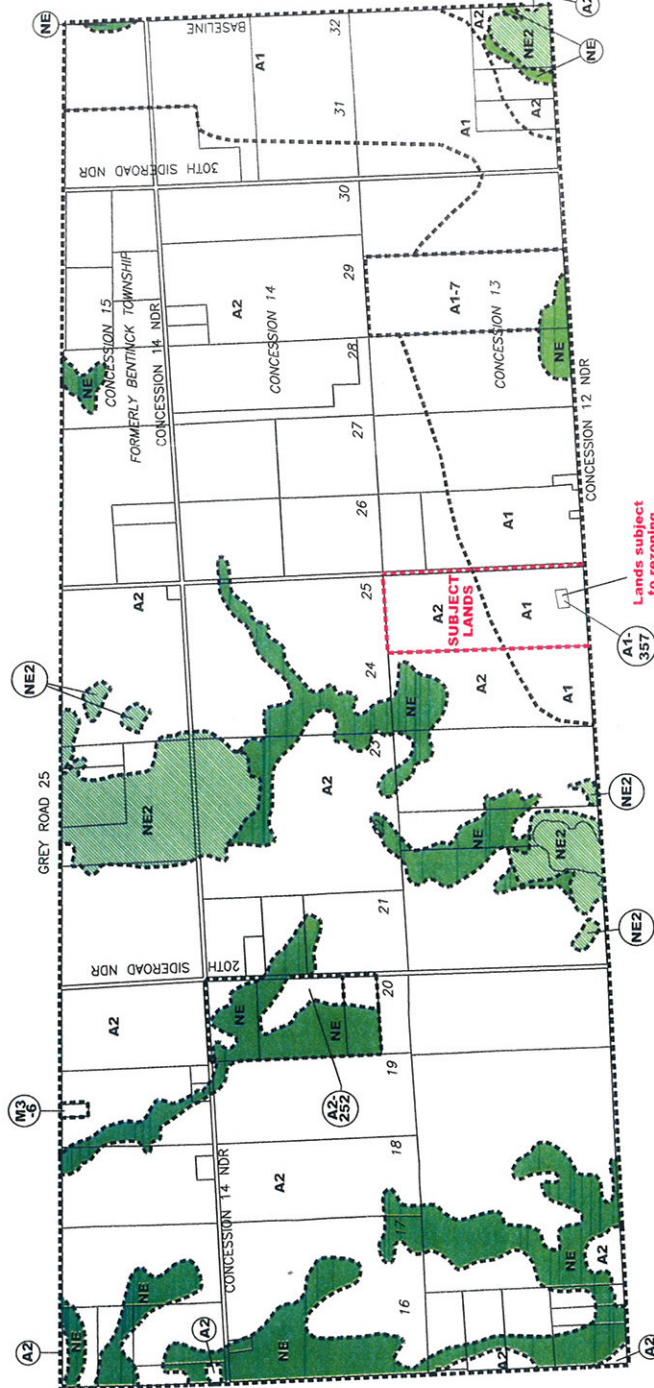 NE
BASELINE
32
A2
A2
NE2
NE
A1
31
A1
A2
30TH SIDEROAD NDR
30
CONCESSION 15
FORMERLY BENTINCK TOWNSHIP
CONCESSION 14 NDR
A2
29
CONCESSION 14
A1-7
CONCESSION 13
NE
NE
28
27
CONCESSION 12 NDR
26
A1
A2
25
A2
SUBJECT
LANDS
A1
Lands subject
to rezoning
A1-
357
24
A2
A1
NE
NE2
GREY ROAD 25
NE2
23
A2
NE
NE2
NE2
NE2
21
20TH
SIDEROAD NDR
20
A2
NE
NE
A2-
252
19
M3
-6
18
A2
CONCESSION 14 NDR
17
NE
A2
16
NE
NE
NE
A2
A2
A2
A2